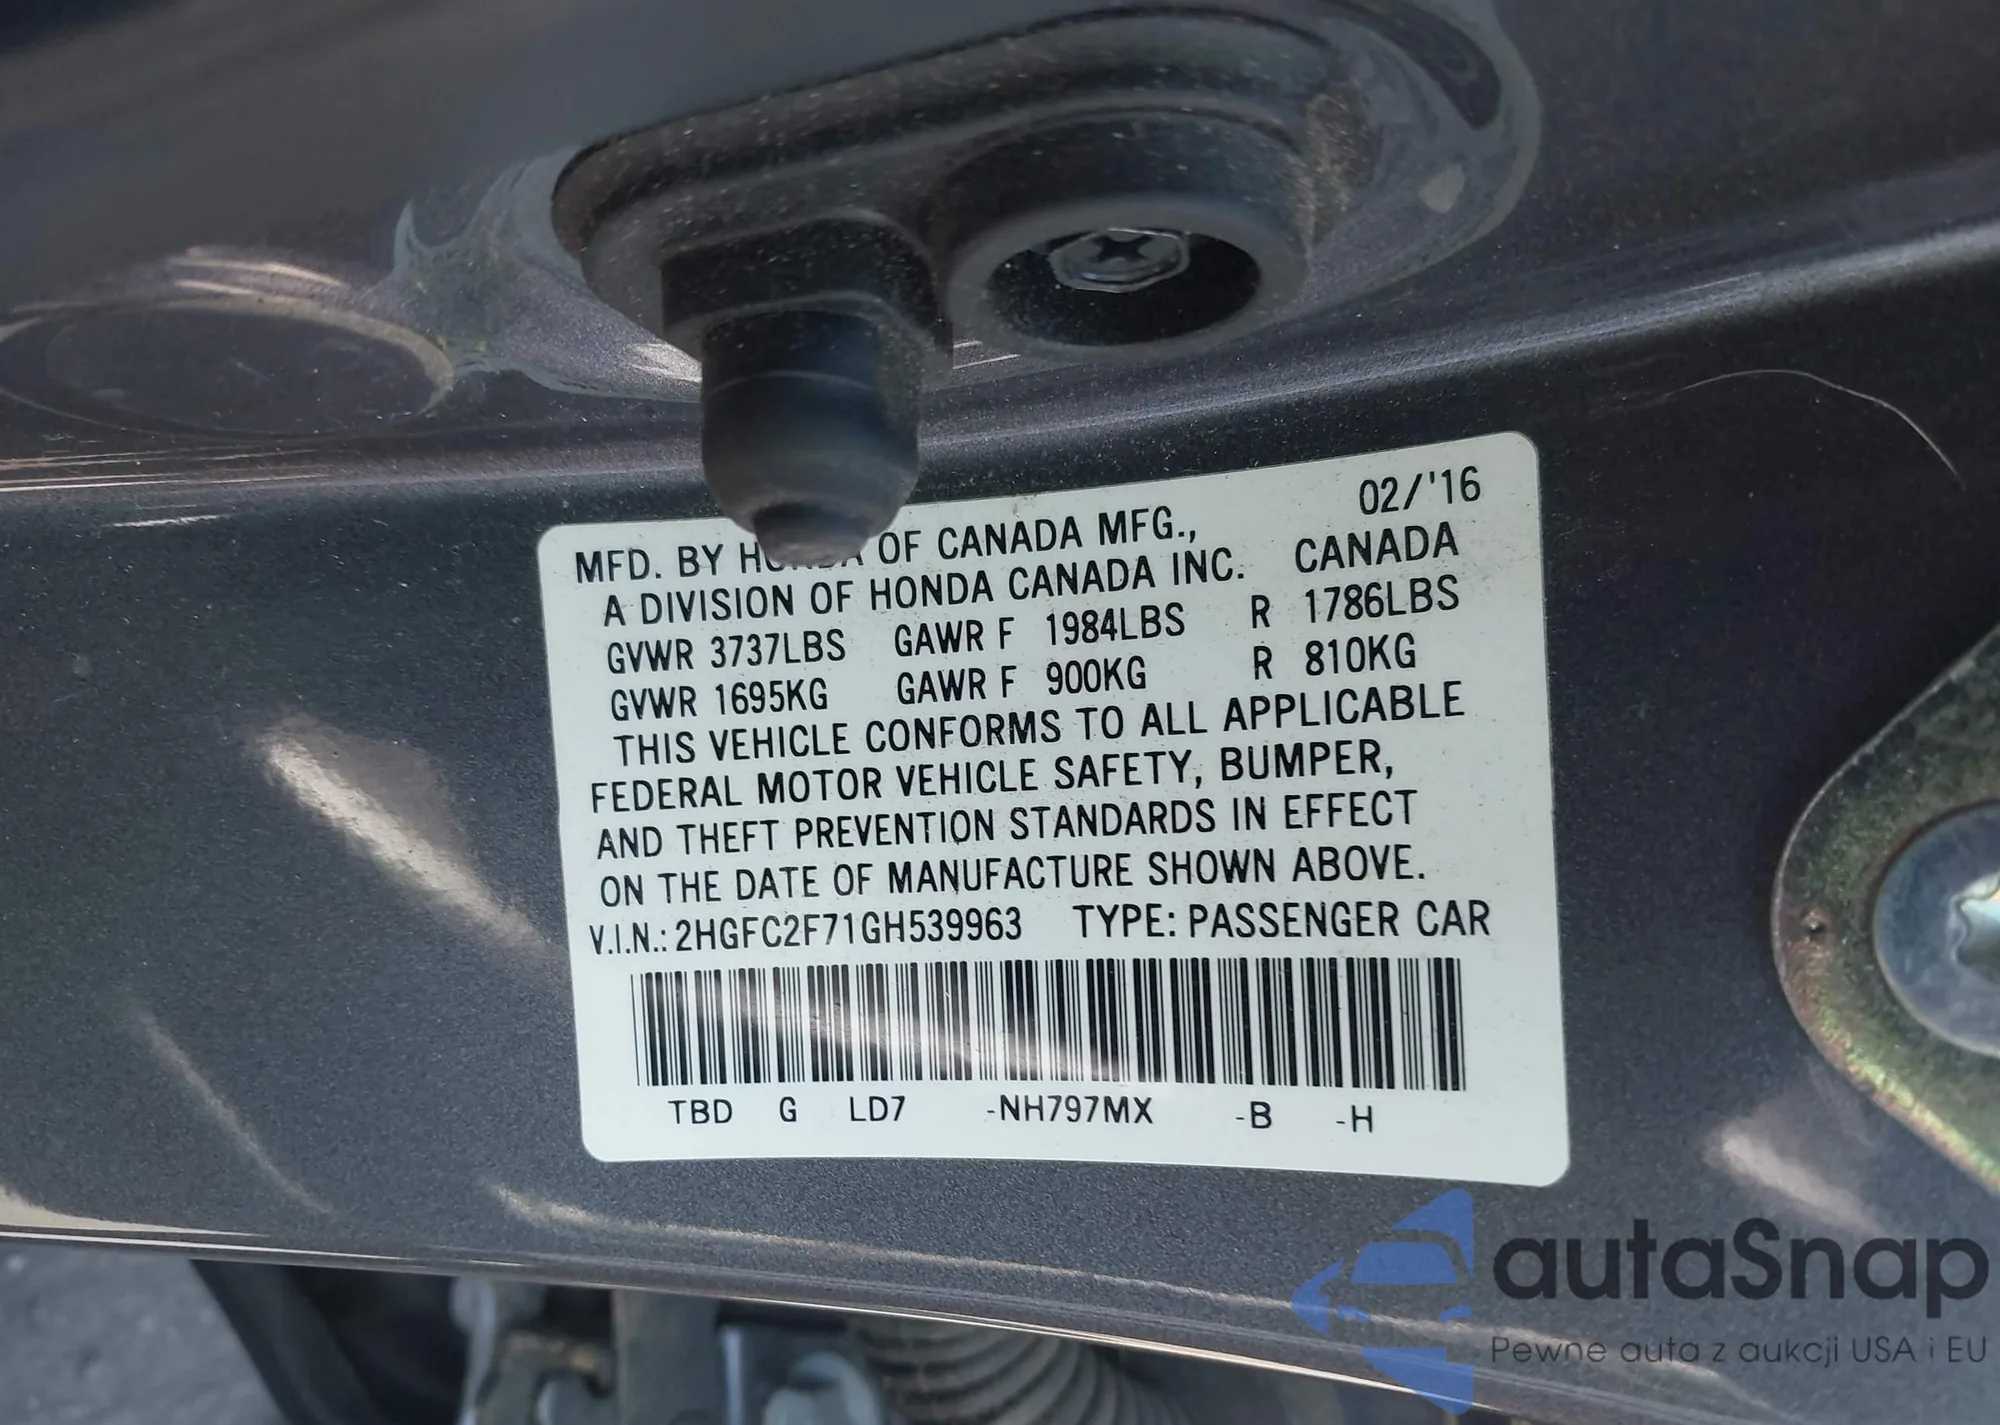 02/'16
MFD. BY HONDA OF CANADA MFG.,
A DIVISION OF HONDA CANADA INC. CANADA
GVWR 3737LBS GAWR F 1984LBS R 1786LBS
GVWR 1695KG GAWR F 900KG R 810KG
THIS VEHICLE CONFORMS TO ALL APPLICABLE
FEDERAL MOTOR VEHICLE SAFETY, BUMPER,
AND THEFT PREVENTION STANDARDS IN EFFECT
ON THE DATE OF MANUFACTURE SHOWN ABOVE.
V.I.N.: 2HGFC2F71GH539963 TYPE: PASSENGER CAR
TBD G LD7 -NH797MX -B -H
autaSnap
Pewne auta z aukcji USA i EU